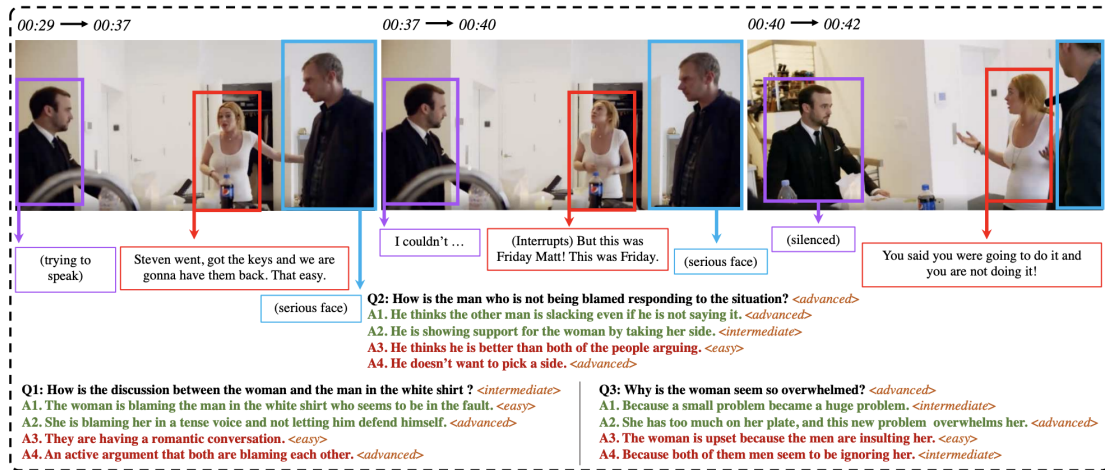 00:29 → 00:37
00:37 → 00:40
00:40 → 00:42
(trying to
speak)
Steven went, got the keys and we are
gonna have them back. That easy.
(serious face)
I couldn't …
(Interrupts) But this was
Friday Matt! This was Friday.
(serious face)
(silenced)
You said you were going to do it and
you are not doing it!
Q2: How is the man who is not being blamed responding to the situation? <advanced>
A1. He thinks the other man is slacking even if he is not saying it. <advanced>
A2. He is showing support for the woman by taking her side. <intermediate>
A3. He thinks he is better than both of the people arguing. <easy>
A4. He doesn't want to pick a side. <advanced>
Q1: How is the discussion between the woman and the man in the white shirt ? <intermediate>
A1. The woman is blaming the man in the white shirt who seems to be in the fault. <easy>
A2. She is blaming her in a tense voice and not letting him defend himself. <advanced>
A3. They are having a romantic conversation. <easy>
A4. An active argument that both are blaming each other. <advanced>
Q3: Why is the woman seem so overwhelmed? <advanced>
A1. Because a small problem became a huge problem. <intermediate>
A2. She has too much on her plate, and this new problem overwhelms her. <advanced>
A3. The woman is upset because the men are insulting her. <easy>
A4. Because both of them men seem to be ignoring her. <intermediate>